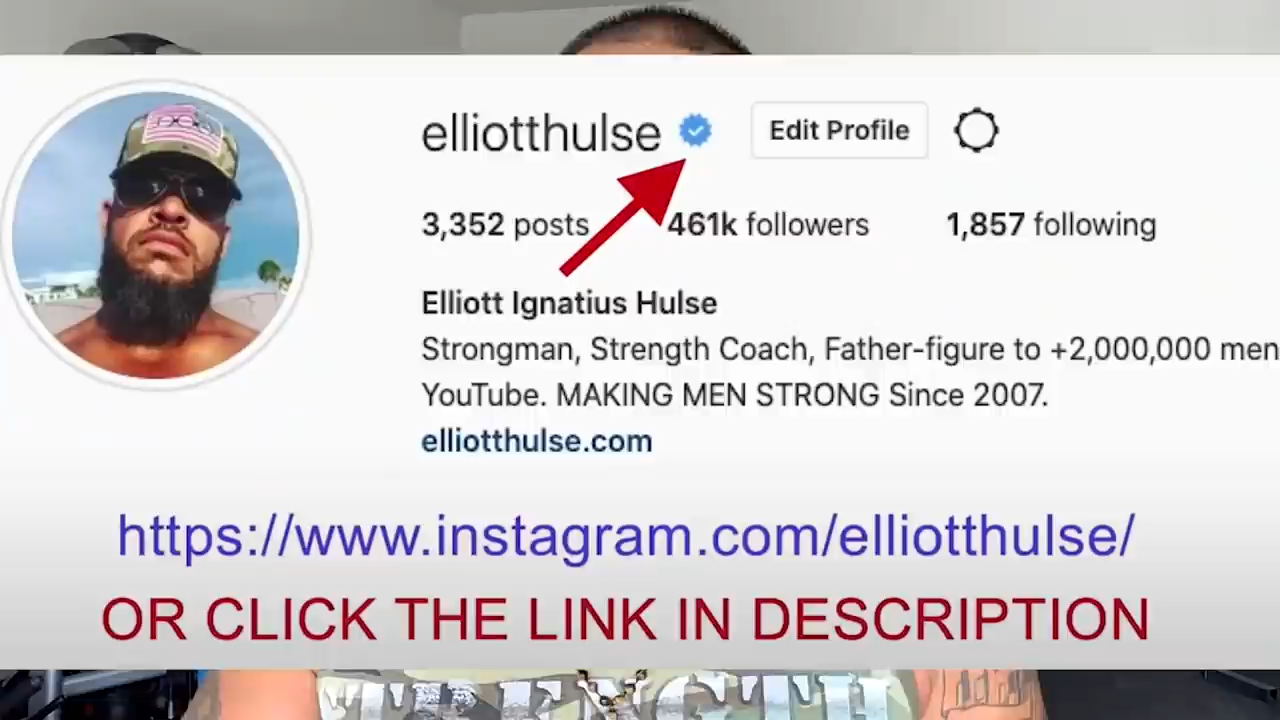 elliotthulse Edit Profile
3,352 posts 461k followers 1,857 following
Elliott Ignatius Hulse
Strongman, Strength Coach, Father-figure to +2,000,000 men
YouTube. MAKING MEN STRONG Since 2007.
elliotthulse.com
https://www.instagram.com/elliotthulse/
OR CLICK THE LINK IN DESCRIPTION